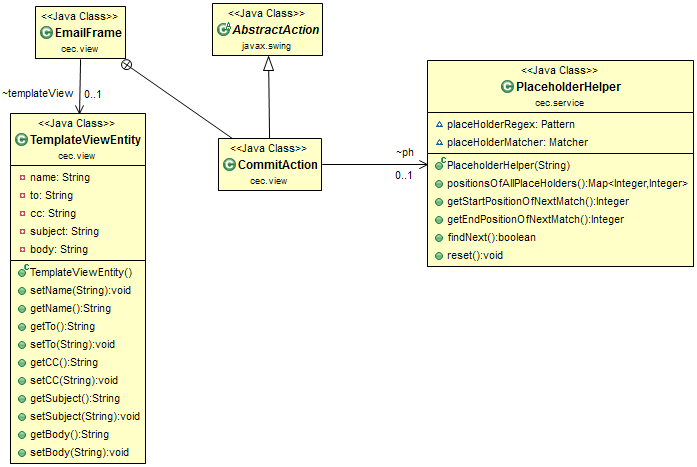 <<Java Class>>
EmailFrame
cec.view
<<Java Class>>
AbstractAction
javax.swing
~templateView
0..1
<<Java Class>>
TemplateViewEntity
cec.view
name: String
to: String
cc: String
subject: String
body: String
TemplateViewEntity()
setName(String):void
getName():String
getTo():String
setTo(String):void
getCC():String
setCC(String):void
getSubject():String
setSubject(String):void
getBody():String
setBody(String):void
<<Java Class>>
CommitAction
cec.view
~ph
0..1
<<Java Class>>
PlaceholderHelper
cec.service
placeHolderRegex: Pattern
placeHolderMatcher: Matcher
PlaceholderHelper(String)
positionsOfAllPlaceHolders():Map<Integer,Integer>
getStartPositionOfNextMatch():Integer
getEndPositionOfNextMatch():Integer
findNext():boolean
reset():void